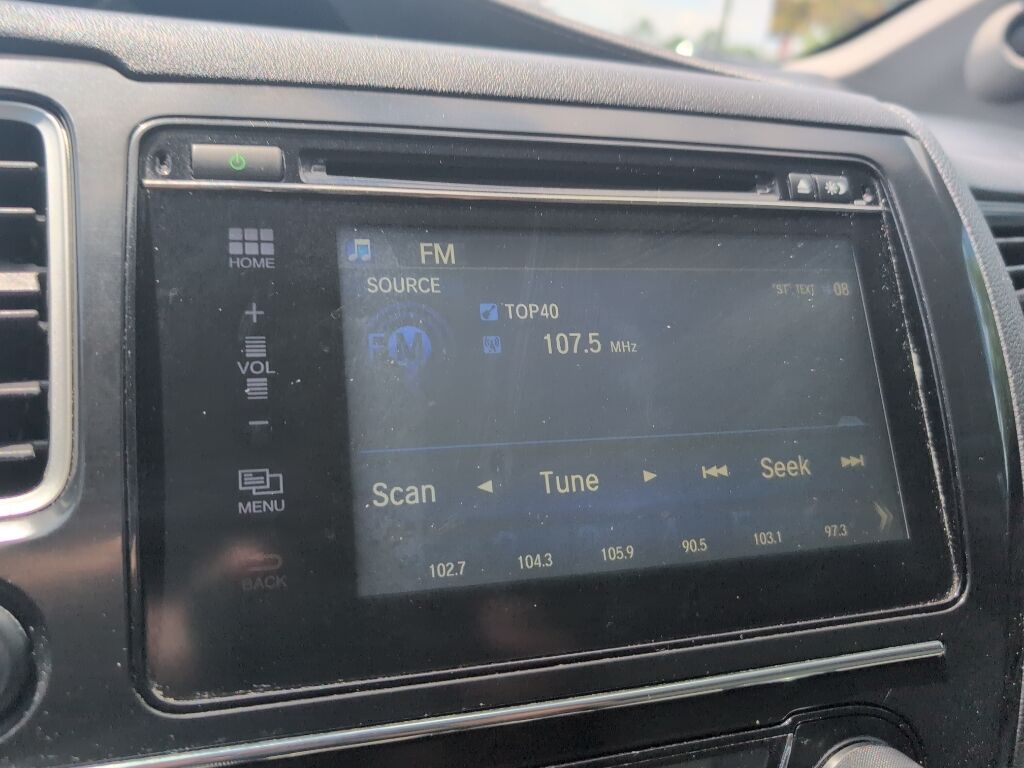 FM
SOURCE
"ST" TEXT 08
FM
TOP40
107.5 MHz
Scan Tune Seek
102.7 104.3 105.9 90.5 103.1 97.3
HOME
+
VOL
−
MENU
BACK